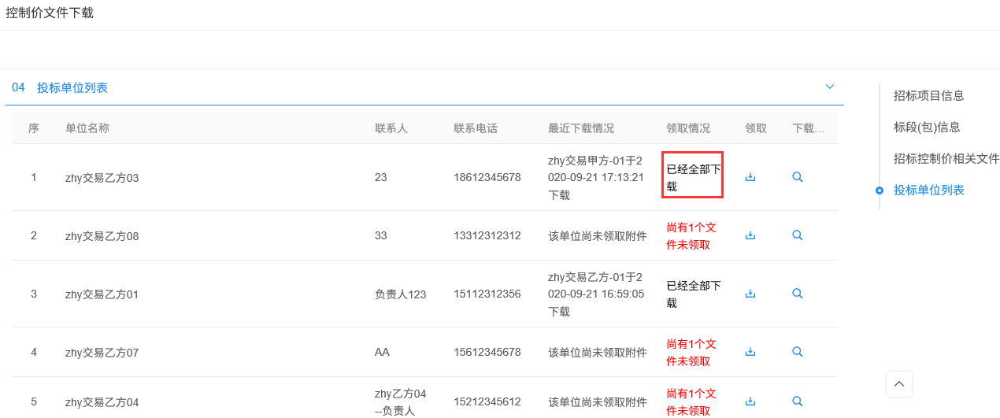 控制价文件下载
04 投标单位列表
序 单位名称 联系人 联系电话 最近下载情况 领取情况 领取 下载...
1 zhy交易乙方03 23 18612345678 zhy交易甲方-01于2
020-09-21 17:13:21
下载 已经全部下
载
2 zhy交易乙方08 33 13312312312 该单位尚未领取附件 尚有1个文
件未领取
3 zhy交易乙方01 负责人123 15112312356 zhy交易乙方-01于2
020-09-21 16:59:05
下载 已经全部下
载
4 zhy交易乙方07 AA 15612345678 该单位尚未领取附件 尚有1个文
件未领取
5 zhy交易乙方04 zhy乙方04
--负责人 15212312612 该单位尚未领取附件 尚有1个文
件未领取
招标项目信息
标段(包)信息
招标控制价相关文件
投标单位列表